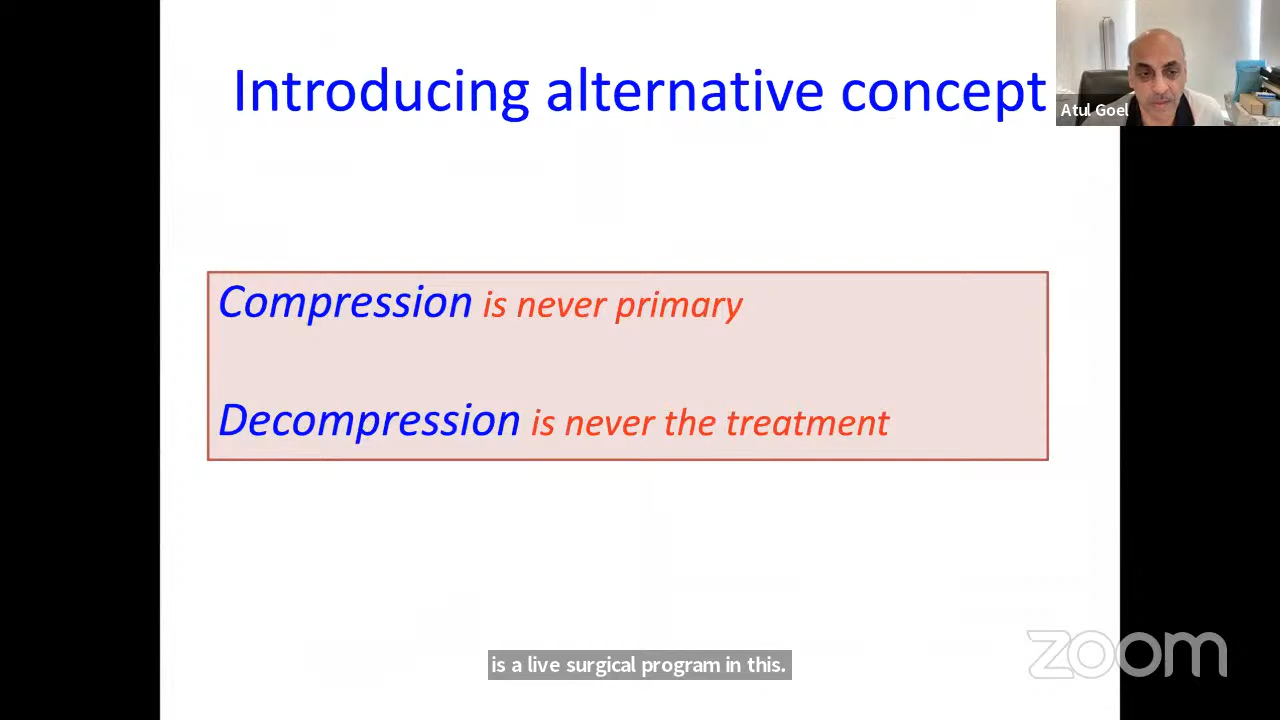 Introducing alternative concept
Atul Goel
Compression is never primary
Decompression is never the treatment
is a live surgical program in this.
zoom